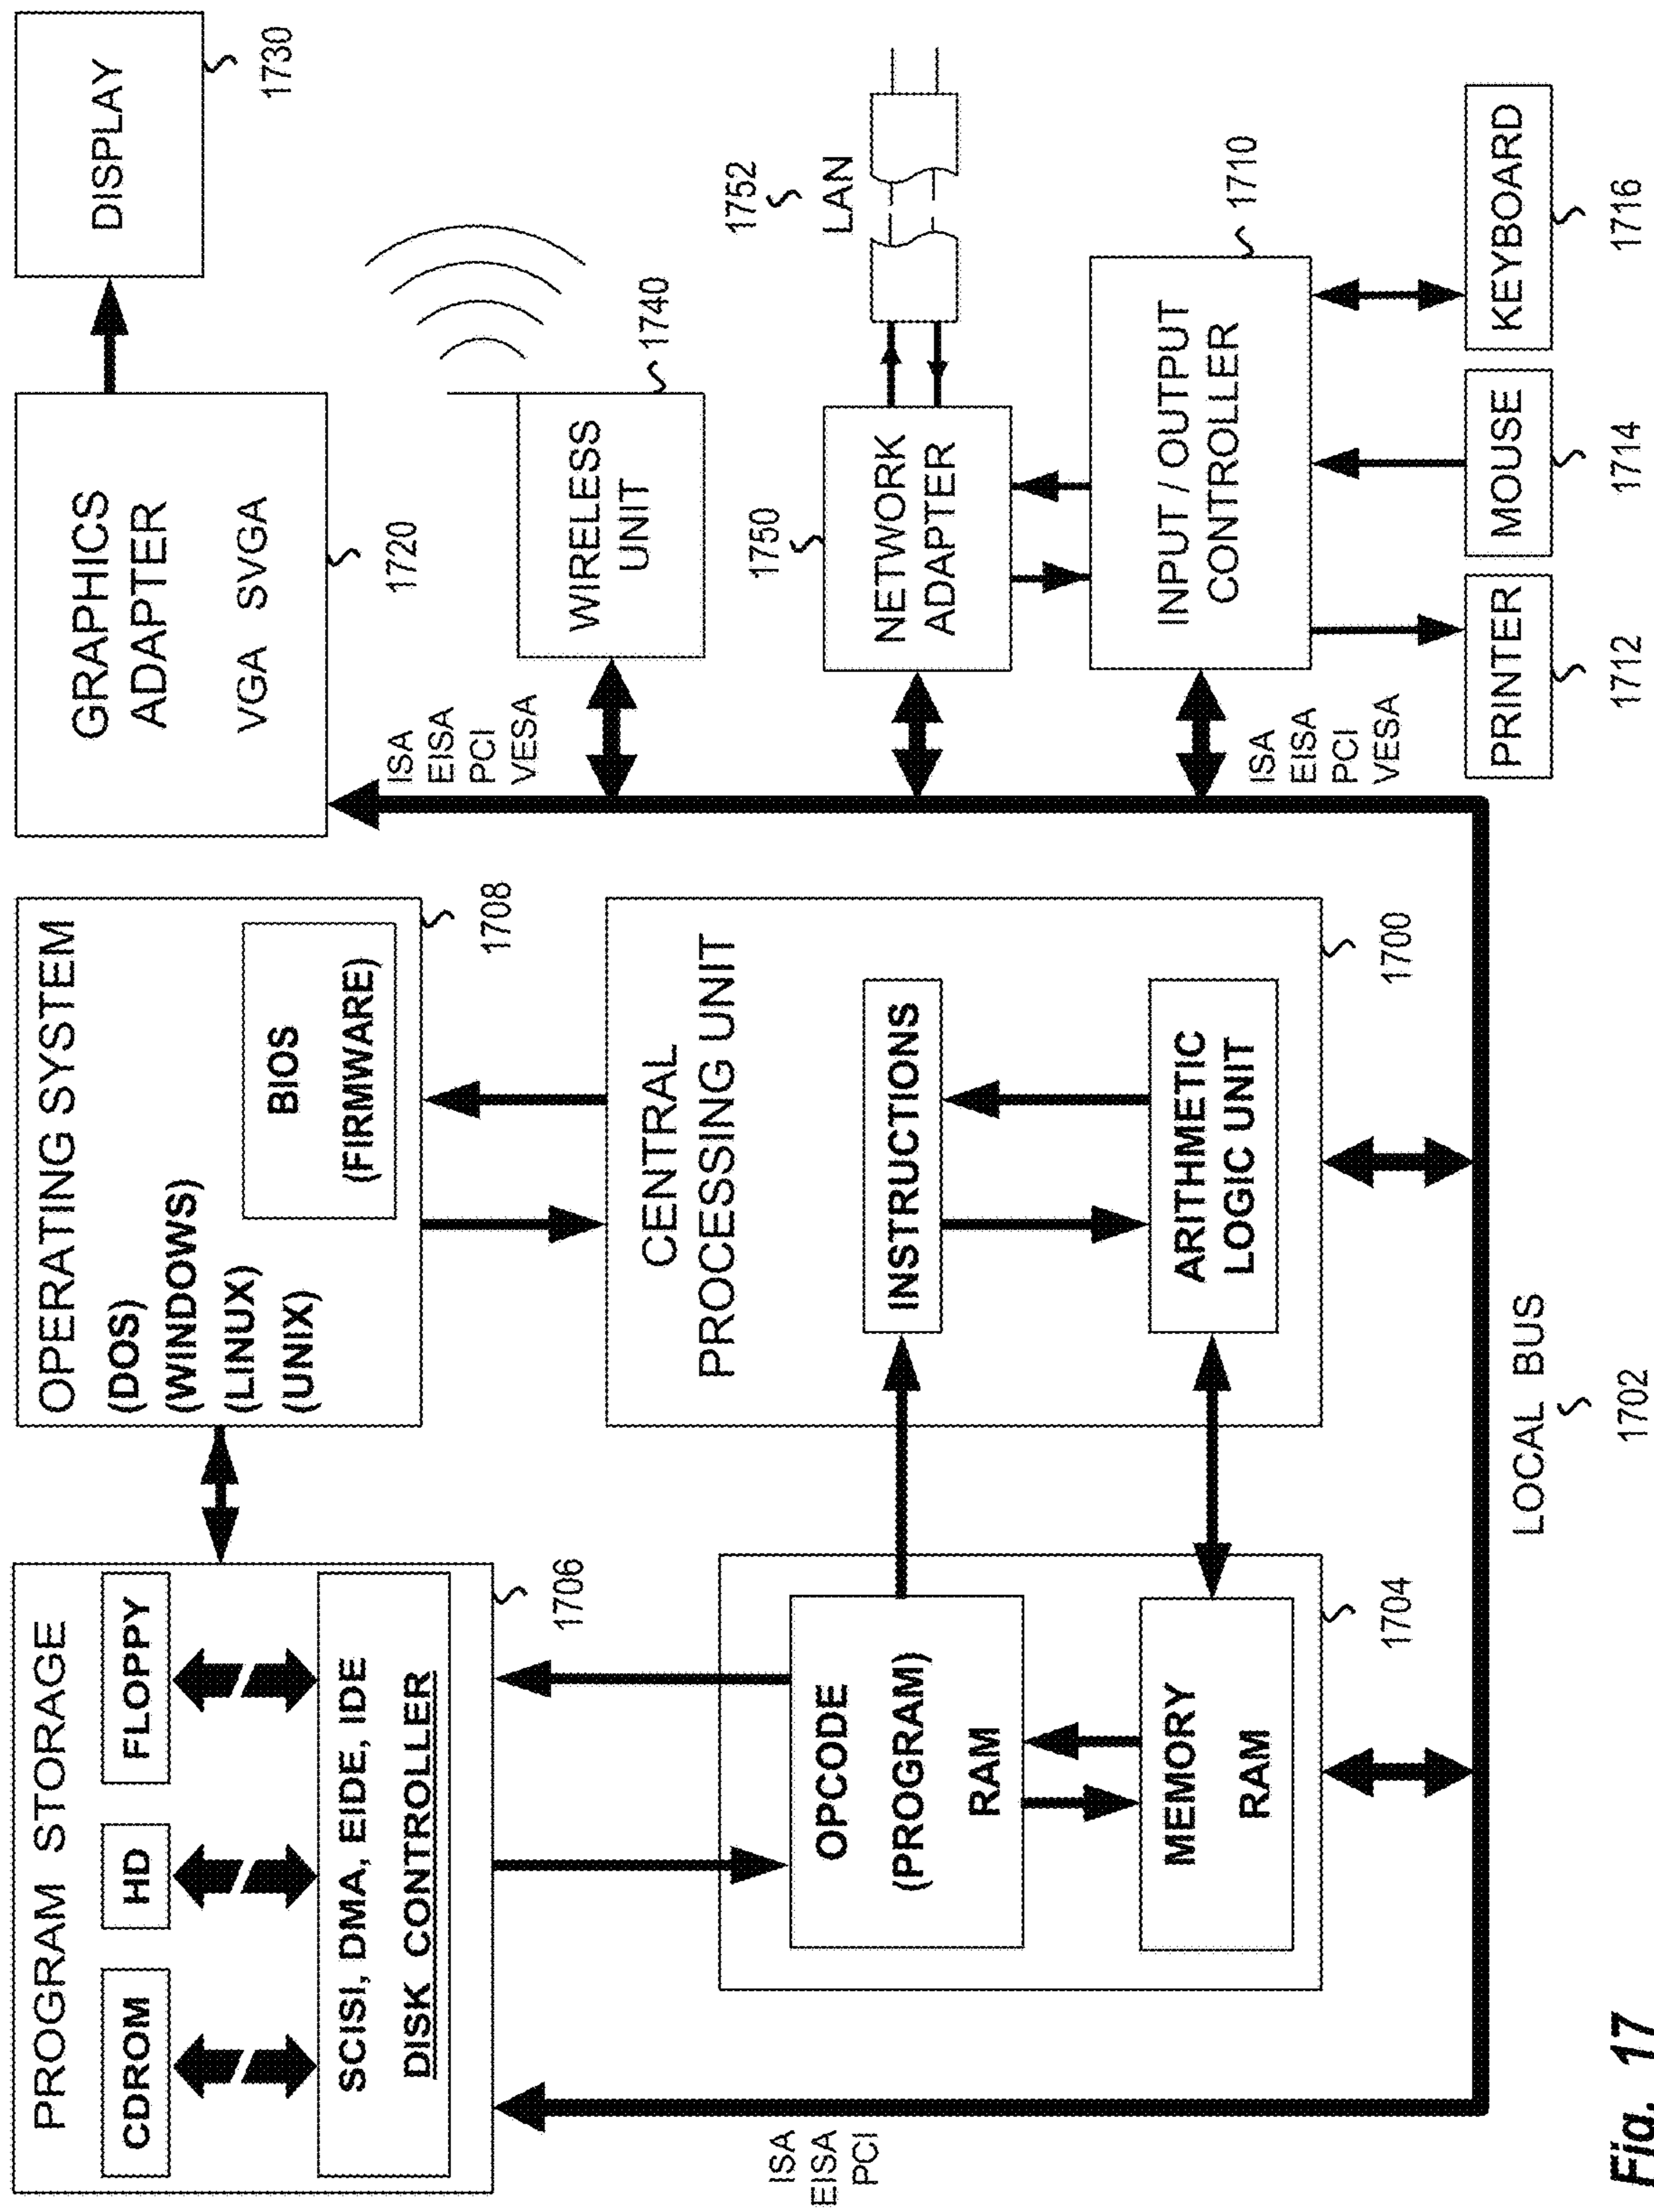 PROGRAM STORAGE
CDROM
HD
FLOPPY
SCISI, DMA, EIDE, IDE
DISK CONTROLLER
1706
OPERATING SYSTEM
(DOS)
(WINDOWS)
(LINUX)
(UNIX)
BIOS
(FIRMWARE)
1708
GRAPHICS
ADAPTER
VGA SVGA
1720
DISPLAY
1730
ISA
EISA
PCI
OPCODE
(PROGRAM)
RAM
MEMORY
RAM
1704
CENTRAL
PROCESSING UNIT
INSTRUCTIONS
ARITHMETIC
LOGIC UNIT
1700
ISA
EISA
PCI
VESA
WIRELESS
UNIT
1740
1750
NETWORK
ADAPTER
1752
LAN
INPUT / OUTPUT
CONTROLLER
1710
ISA
EISA
PCI
VESA
PRINTER
1712
MOUSE
1714
KEYBOARD
1716
LOCAL BUS
1702
Fig. 17